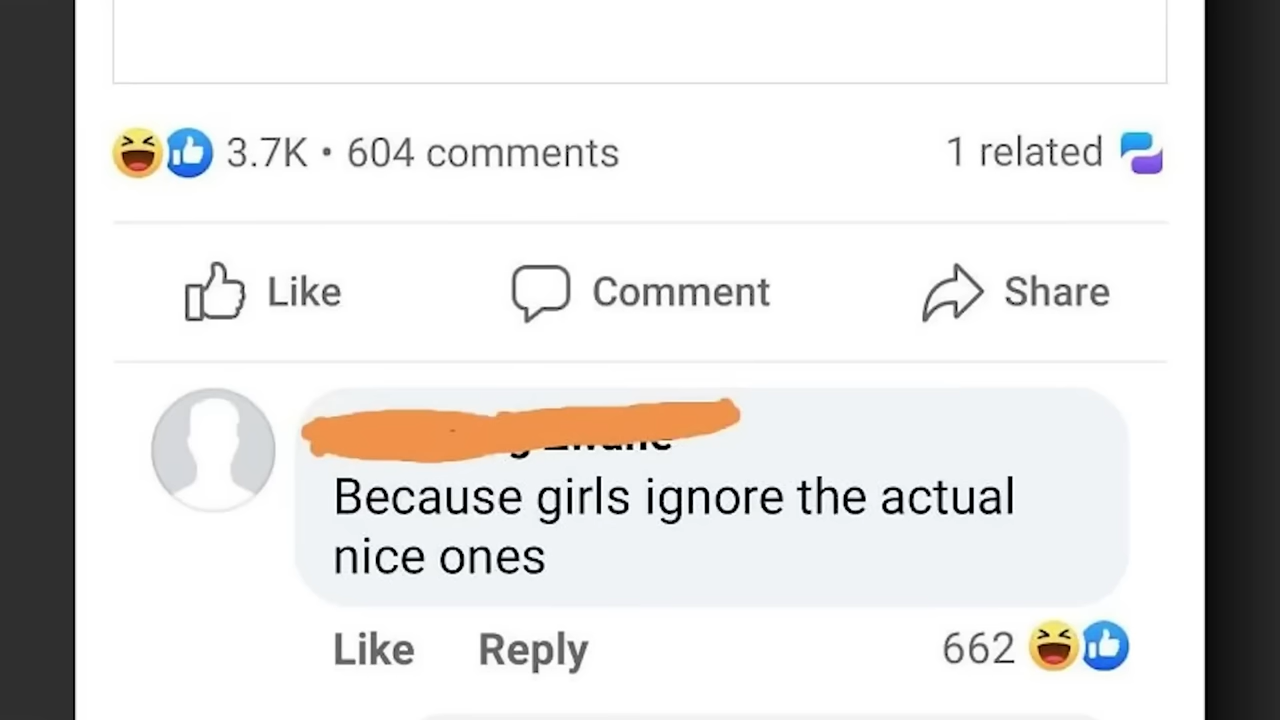 3.7K • 604 comments
1 related
Like
Comment
Share
Because girls ignore the actual
nice ones
Like
Reply
662